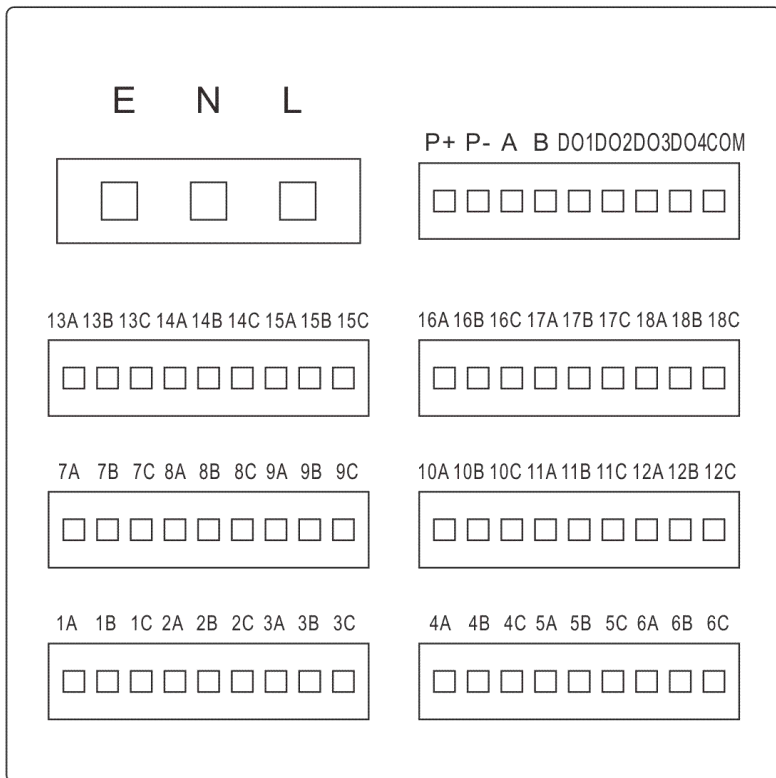 E N L
P+ P- A B DO1DO2DO3DO4COM
13A 13B 13C 14A 14B 14C 15A 15B 15C
16A 16B 16C 17A 17B 17C 18A 18B 18C
7A 7B 7C 8A 8B 8C 9A 9B 9C
10A 10B 10C 11A 11B 11C 12A 12B 12C
1A 1B 1C 2A 2B 2C 3A 3B 3C
4A 4B 4C 5A 5B 5C 6A 6B 6C